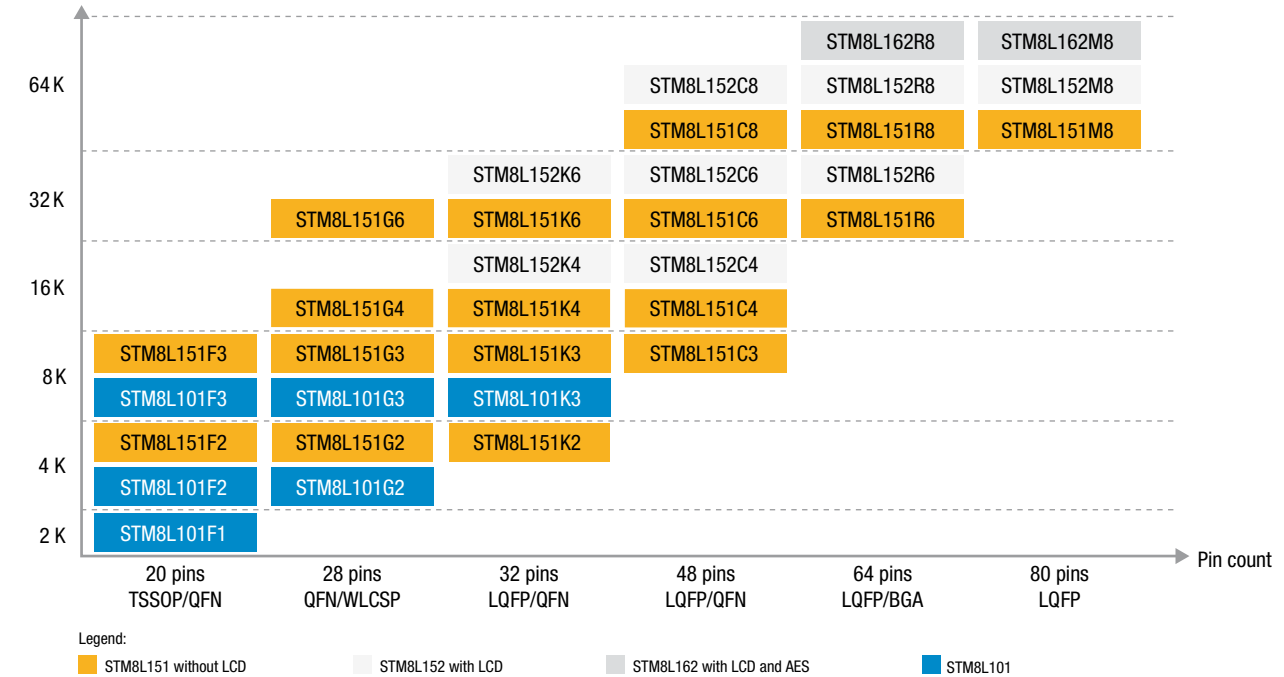 STM8L162R8 STM8L162M8
64 K STM8L152C8 STM8L152R8 STM8L152M8
STM8L151C8 STM8L151R8 STM8L151M8
STM8L152K6 STM8L152C6 STM8L152R6
32 K STM8L151G6 STM8L151K6 STM8L151C6 STM8L151R6
STM8L152K4 STM8L152C4
16 K STM8L151G4 STM8L151K4 STM8L151C4
STM8L151F3 STM8L151G3 STM8L151K3 STM8L151C3
8 K STM8L101F3 STM8L101G3 STM8L101K3
STM8L151F2 STM8L151G2 STM8L151K2
4 K STM8L101F2 STM8L101G2
2 K STM8L101F1
Pin count
20 pins 28 pins 32 pins 48 pins 64 pins 80 pins
TSSOP/QFN QFN/WLCSP LQFP/QFN LQFP/QFN LQFP/BGA LQFP
Legend:
STM8L151 without LCD STM8L152 with LCD STM8L162 with LCD and AES STM8L101